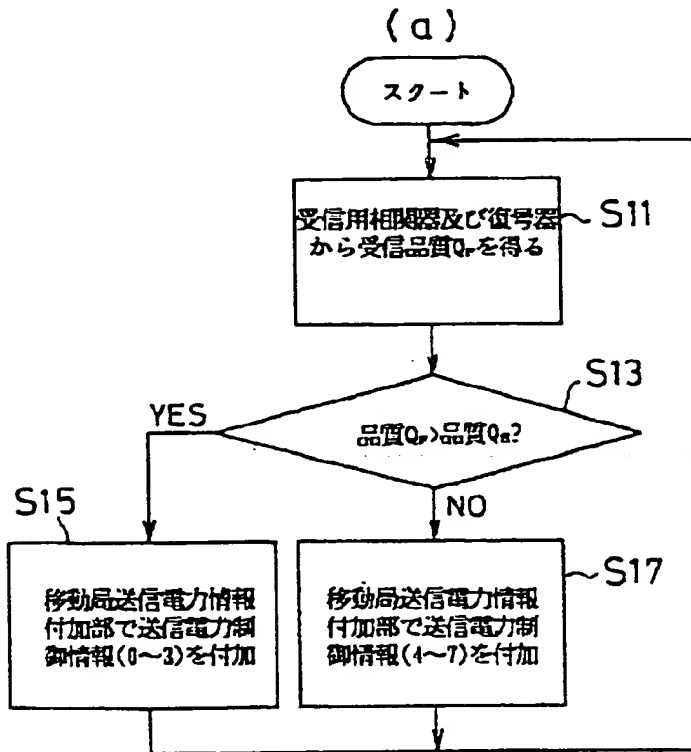 (a)
スタート
受信用相関器及び復号器
から受信品質Qrを得る
S11
S13
品質Qr>品質Qs?
YES
NO
S15
移動局送信電力情報
付加部で送信電力制
御情報(0～3)を付加
S17
移動局送信電力情報
付加部で送信電力制
御情報(4～7)を付加